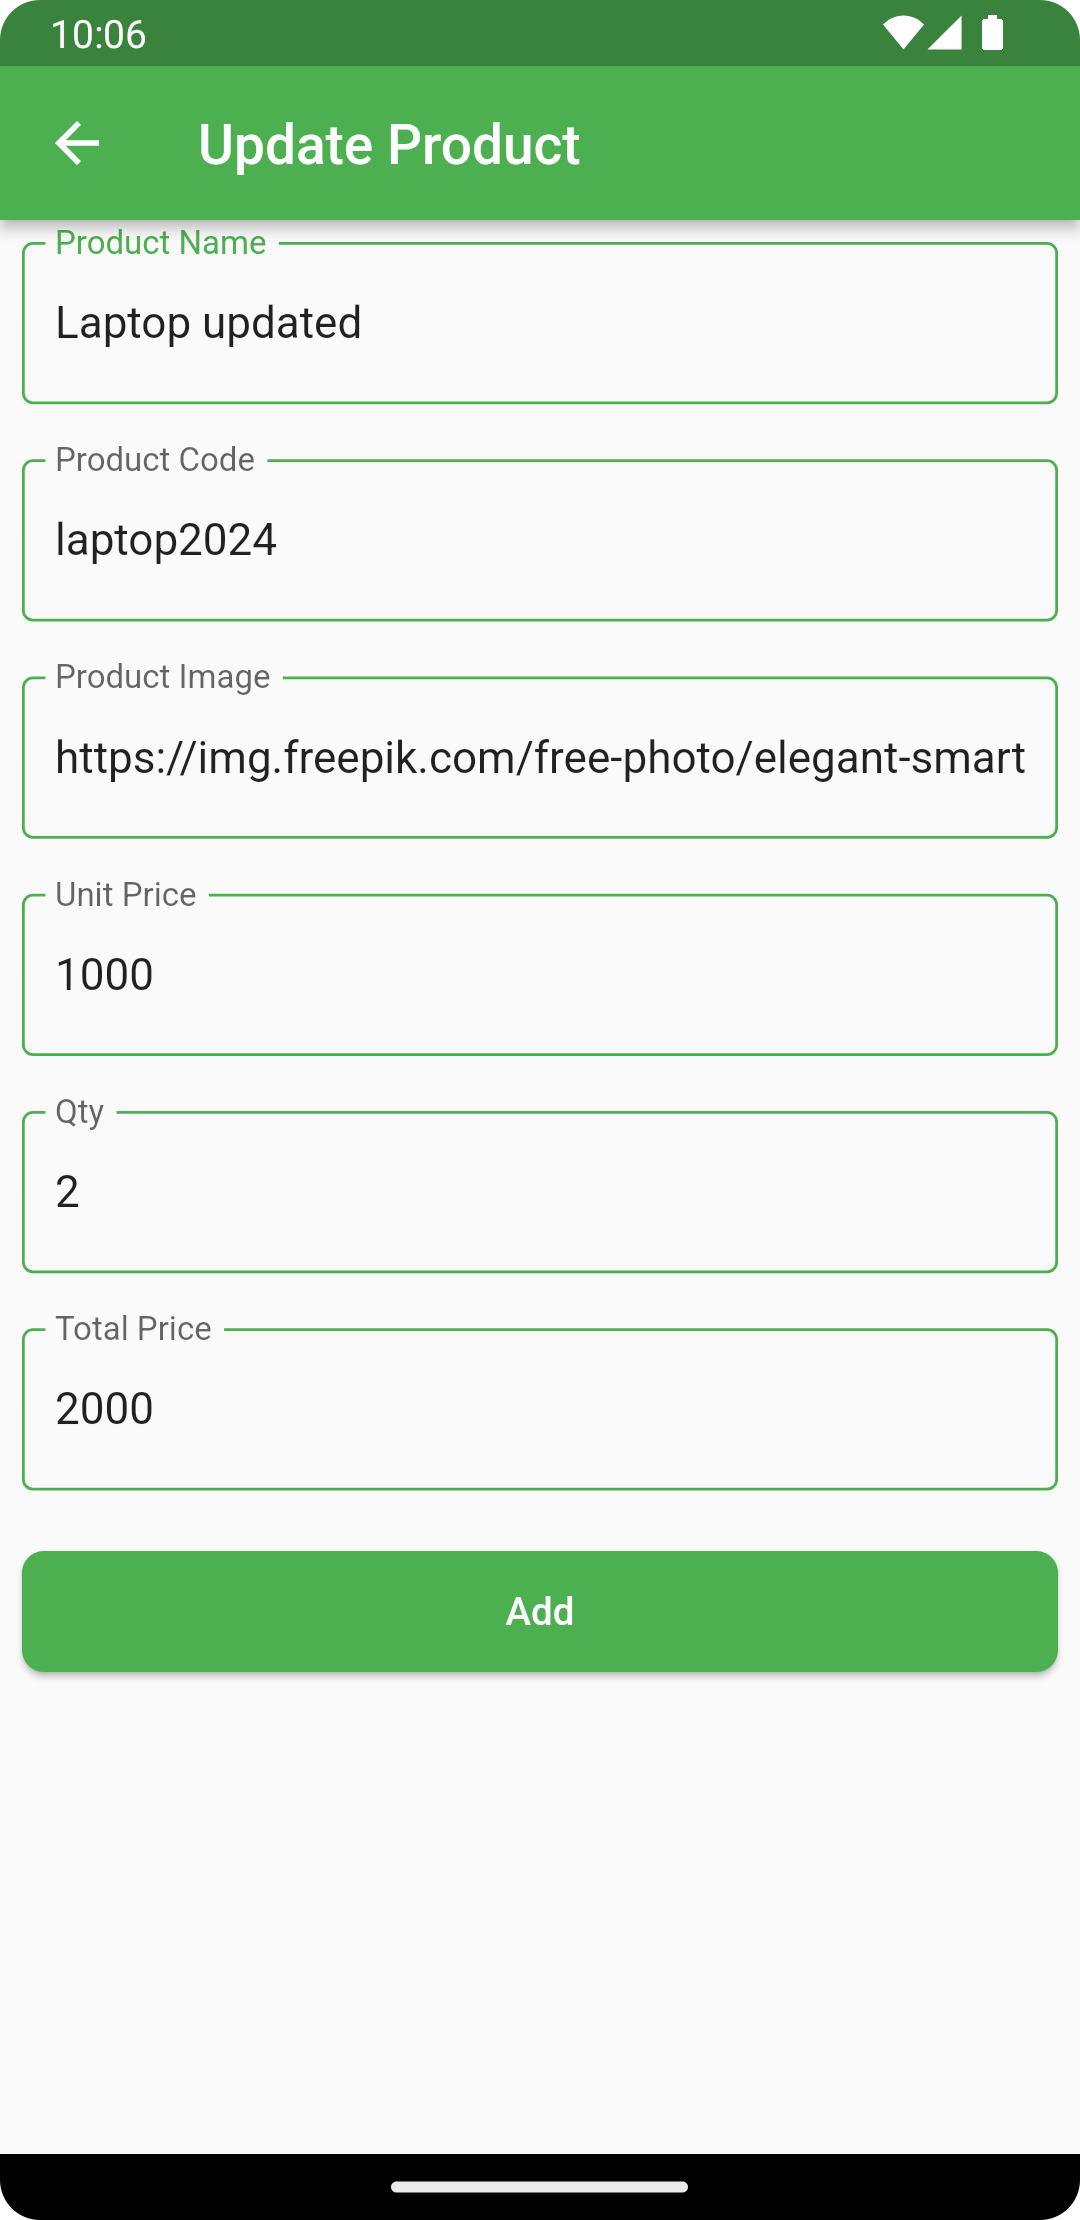 10:06
Update Product
Product Name
Laptop updated
Product Code
laptop2024
Product Image
https://img.freepik.com/free-photo/elegant-smart
Unit Price
1000
Qty
2
Total Price
2000
Add